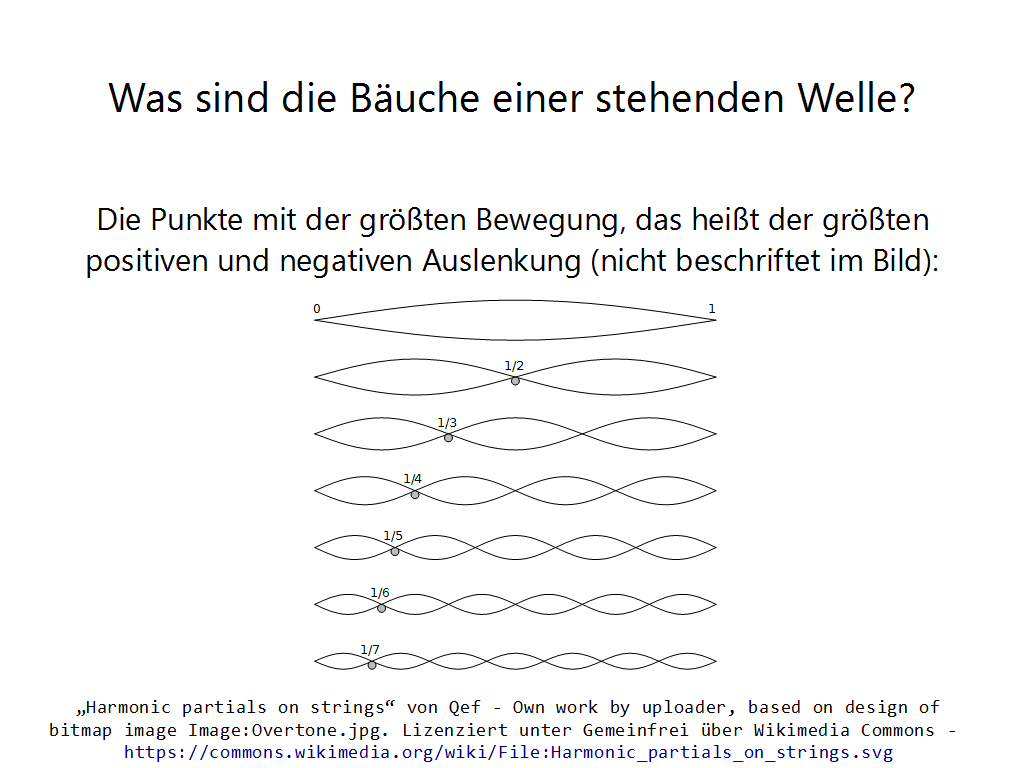 Was sind die Bäuche einer stehenden Welle?
Die Punkte mit der größten Bewegung, das heißt der größten
positiven und negativen Auslenkung (nicht beschriftet im Bild):
0 1
1/2
1/3
1/4
1/5
1/6
1/7
„Harmonic partials on strings“ von Qef - Own work by uploader, based on design of
bitmap image Image:Overtone.jpg. Lizenziert unter Gemeinfrei über Wikimedia Commons -
https://commons.wikimedia.org/wiki/File:Harmonic_partials_on_strings.svg